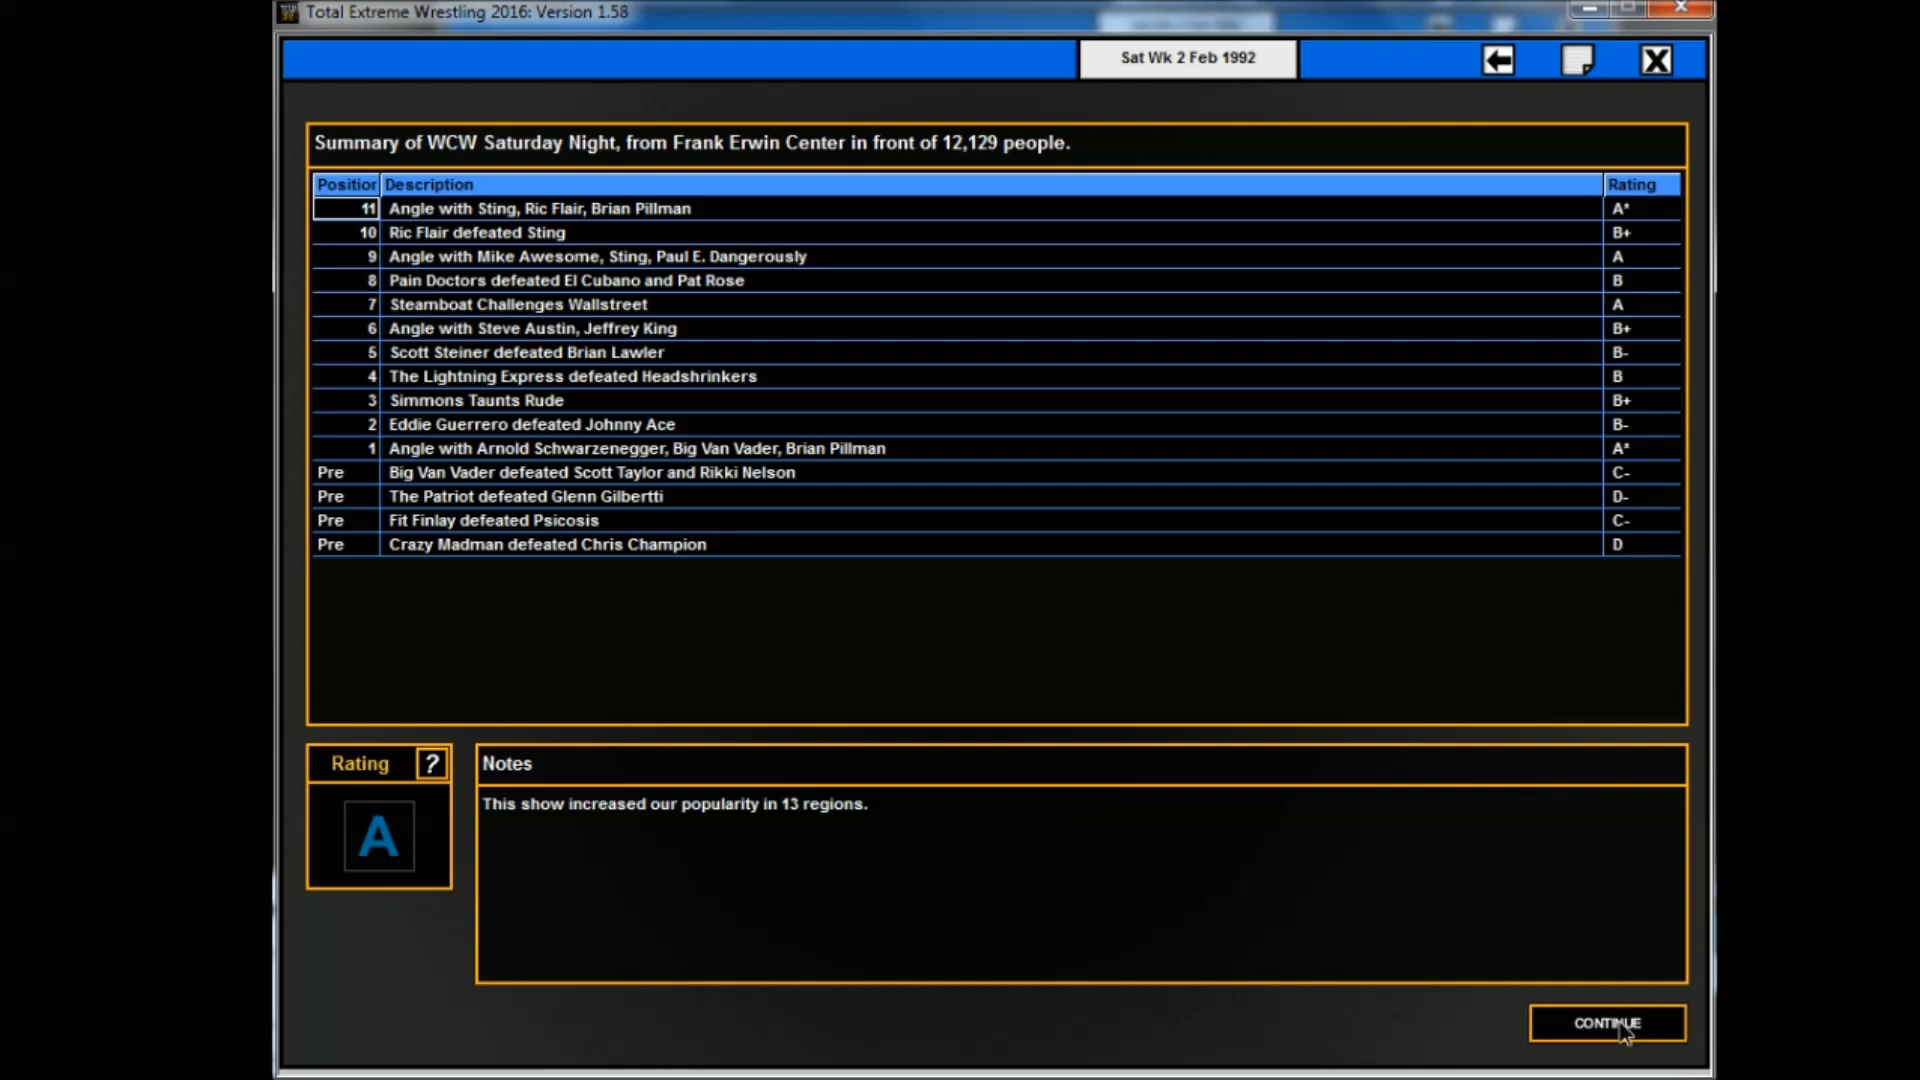 Total Extreme Wrestling 2016: Version 1.58
Sat Wk 2 Feb 1992
Summary of WCW Saturday Night, from Frank Erwin Center in front of 12,129 people.
Position Description Rating
11 Angle with Sting, Ric Flair, Brian Pillman A*
10 Ric Flair defeated Sting B+
9 Angle with Mike Awesome, Sting, Paul E. Dangerously A
8 Pain Doctors defeated El Cubano and Pat Rose B
7 Steamboat Challenges Wallstreet A
6 Angle with Steve Austin, Jeffrey King B+
5 Scott Steiner defeated Brian Lawler B-
4 The Lightning Express defeated Headshrinkers B
3 Simmons Taunts Rude B+
2 Eddie Guerrero defeated Johnny Ace B-
1 Angle with Arnold Schwarzenegger, Big Van Vader, Brian Pillman A*
Pre Big Van Vader defeated Scott Taylor and Rikki Nelson C-
Pre The Patriot defeated Glenn Gilbertti D-
Pre Fit Finlay defeated Psicosis C-
Pre Crazy Madman defeated Chris Champion D
Rating ?
A
Notes
This show increased our popularity in 13 regions.
CONTINUE